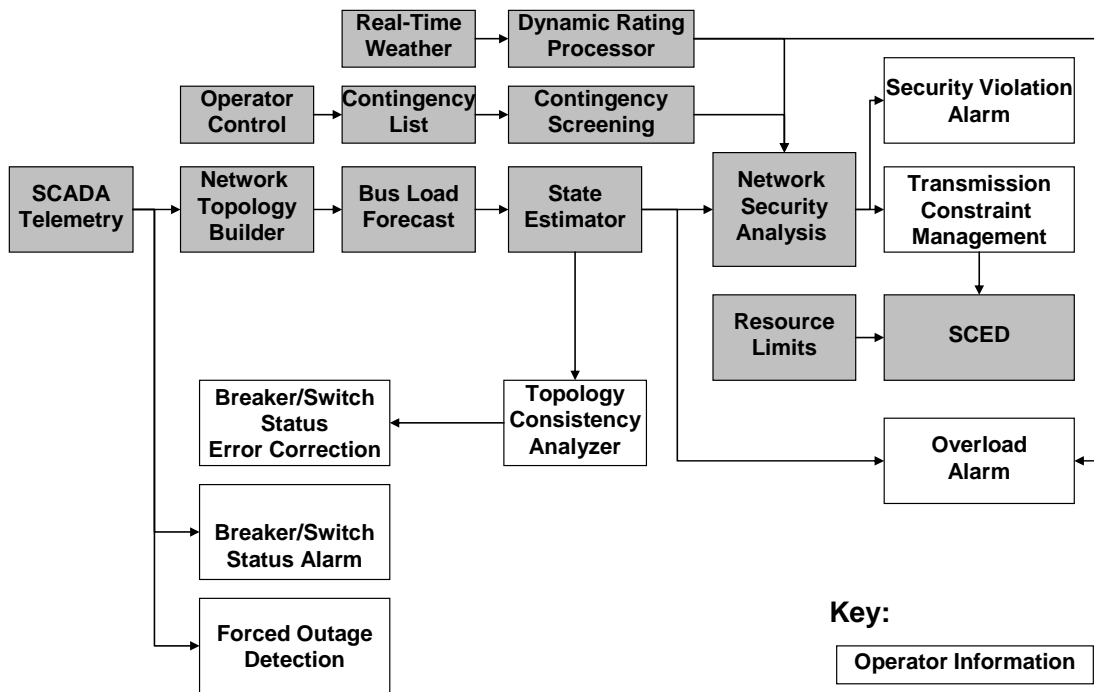 Real-Time
Weather
Dynamic Rating
Processor
Operator
Control
Contingency
List
Contingency
Screening
Security Violation
Alarm
SCADA
Telemetry
Network
Topology
Builder
Bus Load
Forecast
State
Estimator
Network
Security
Analysis
Transmission
Constraint
Management
Resource
Limits
SCED
Breaker/Switch
Status
Error Correction
Topology
Consistency
Analyzer
Overload
Alarm
Breaker/Switch
Status Alarm
Forced Outage
Detection
Key:
Operator Information